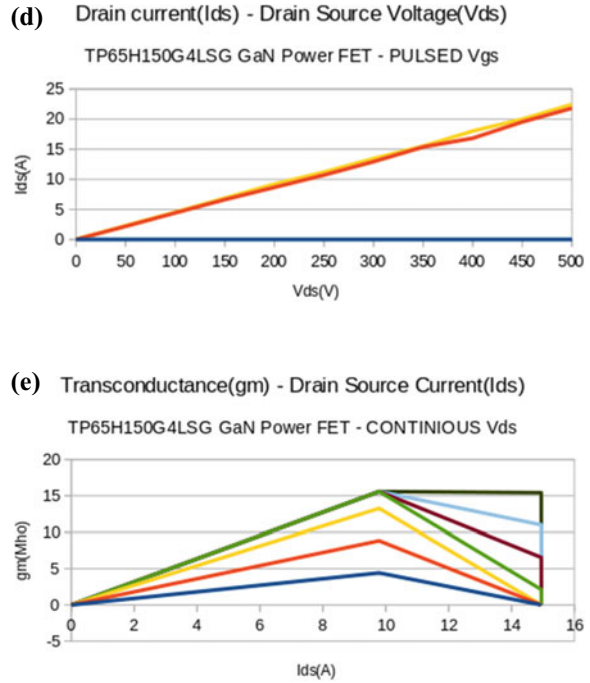 (d) Drain current(Ids) - Drain Source Voltage(Vds)
TP65H150G4LSG GaN Power FET - PULSED Vgs
25
20
15
10
5
0
Ids(A)
0 50 100 150 200 250 300 350 400 450 500
Vds(V)
(e) Transconductance(gm) - Drain Source Current(Ids)
TP65H150G4LSG GaN Power FET - CONTINIOUS Vds
20
15
10
5
0
-5
gm(Mho)
0 2 4 6 8 10 12 14 16
Ids(A)